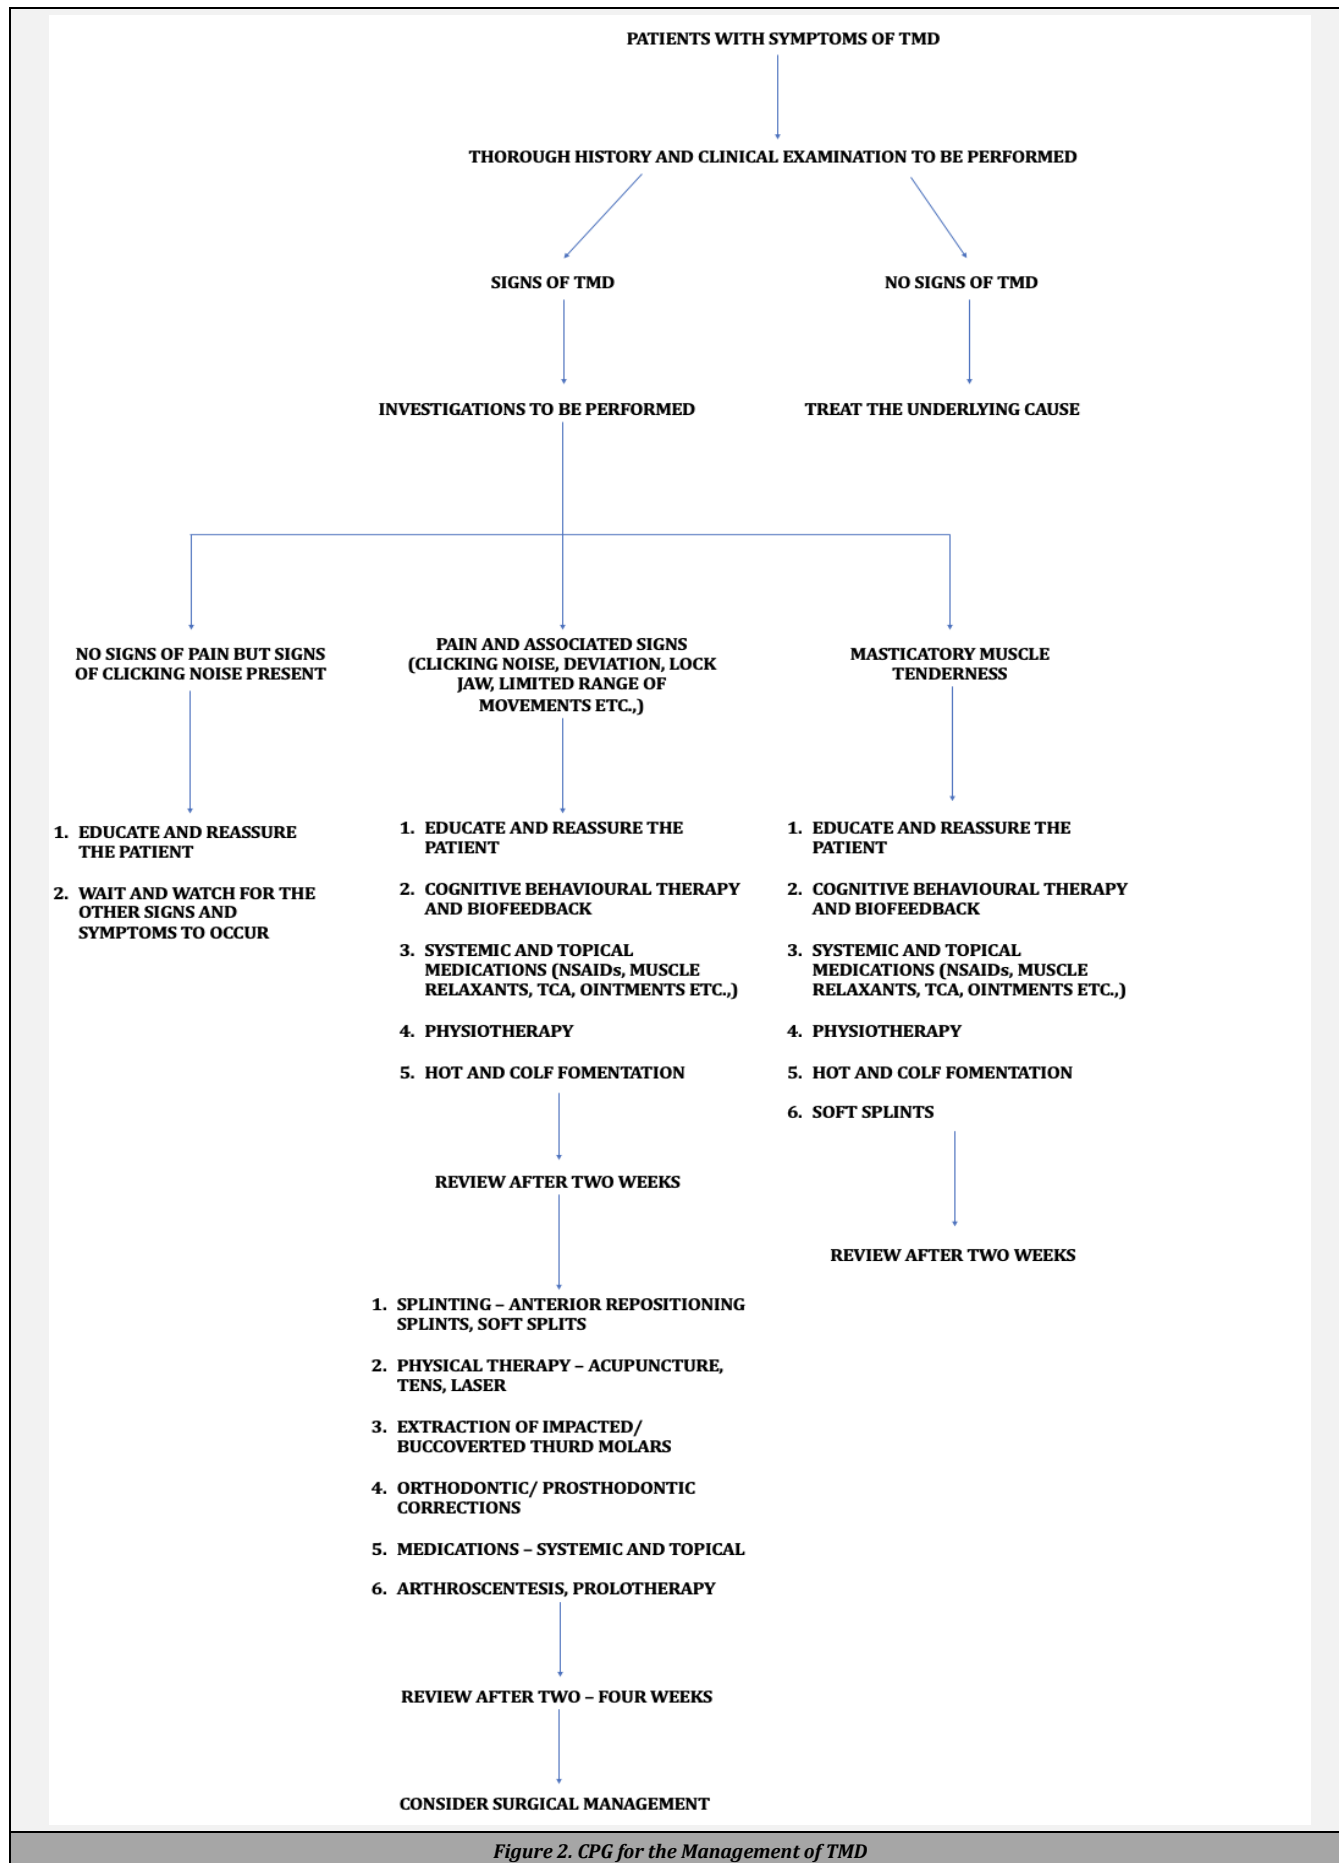 PATIENTS WITH SYMPTOMS OF TMD
THOROUGH HISTORY AND CLINICAL EXAMINATION TO BE PERFORMED
SIGNS OF TMD
NO SIGNS OF TMD
INVESTIGATIONS TO BE PERFORMED
TREAT THE UNDERLYING CAUSE
NO SIGNS OF PAIN BUT SIGNS
OF CLICKING NOISE PRESENT
PAIN AND ASSOCIATED SIGNS
(CLICKING NOISE, DEVIATION, LOCK
JAW, LIMITED RANGE OF
MOVEMENTS ETC.,)
MASTICATORY MUSCLE
TENDERNESS
1. EDUCATE AND REASSURE
THE PATIENT
2. WAIT AND WATCH FOR THE
OTHER SIGNS AND
SYMPTOMS TO OCCUR
1. EDUCATE AND REASSURE THE
PATIENT
2. COGNITIVE BEHAVIOURAL THERAPY
AND BIOFEEDBACK
3. SYSTEMIC AND TOPICAL
MEDICATIONS (NSAIDs, MUSCLE
RELAXANTS, TCA, OINTMENTS ETC.,)
4. PHYSIOTHERAPY
5. HOT AND COLF FOMENTATION
REVIEW AFTER TWO WEEKS
1. SPLINTING – ANTERIOR REPOSITIONING
SPLINTS, SOFT SPLITS
2. PHYSICAL THERAPY – ACUPUNCTURE,
TENS, LASER
3. EXTRACTION OF IMPACTED/
BUCCOVERTED THURD MOLARS
4. ORTHODONTIC/ PROSTHODONTIC
CORRECTIONS
5. MEDICATIONS – SYSTEMIC AND TOPICAL
6. ARTHROSCENTESIS, PROLOTHERAPY
REVIEW AFTER TWO – FOUR WEEKS
CONSIDER SURGICAL MANAGEMENT
1. EDUCATE AND REASSURE THE
PATIENT
2. COGNITIVE BEHAVIOURAL THERAPY
AND BIOFEEDBACK
3. SYSTEMIC AND TOPICAL
MEDICATIONS (NSAIDs, MUSCLE
RELAXANTS, TCA, OINTMENTS ETC.,)
4. PHYSIOTHERAPY
5. HOT AND COLF FOMENTATION
6. SOFT SPLINTS
REVIEW AFTER TWO WEEKS
Figure 2. CPG for the Management of TMD